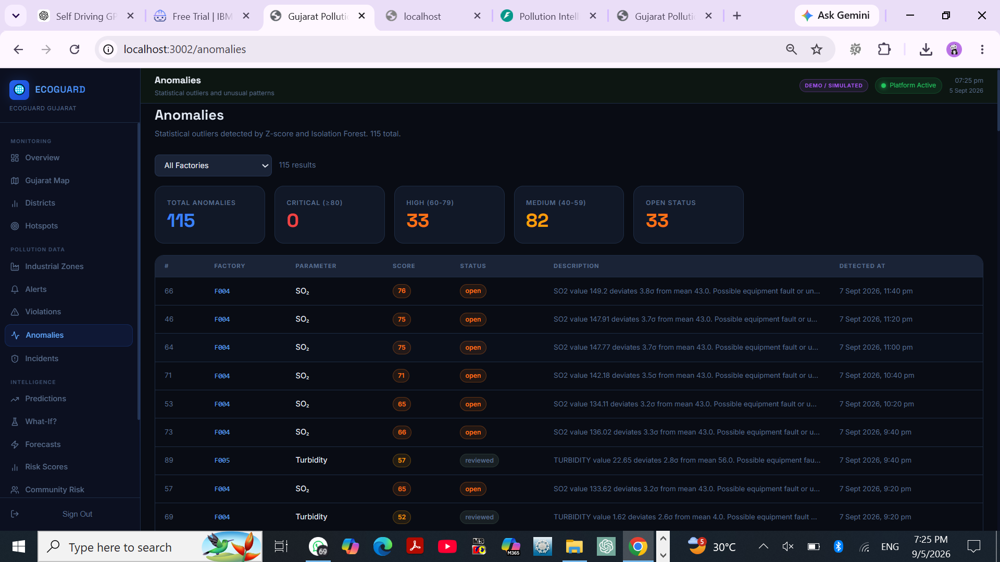 Self Driving GP
Free Trial | IBM
Gujarat Polluti
localhost
Pollution Intell
Gujarat Polluti
Ask Gemini
localhost:3002/anomalies
ECOGUARD
ECOGUARD GUJARAT
MONITORING
Overview
Gujarat Map
Districts
Hotspots
POLLUTION DATA
Industrial Zones
Alerts
Violations
Anomalies
Incidents
INTELLIGENCE
Predictions
What-If?
Forecasts
Risk Scores
Community Risk
Sign Out
Anomalies
Statistical outliers and unusual patterns
DEMO / SIMULATED
Platform Active
07:25 pm
5 Sept 2026
Anomalies
Statistical outliers detected by Z-score and Isolation Forest. 115 total.
All Factories
115 results
TOTAL ANOMALIES
115
CRITICAL (≥80)
0
HIGH (60-79)
33
MEDIUM (40-59)
82
OPEN STATUS
33
# FACTORY PARAMETER SCORE STATUS DESCRIPTION DETECTED AT
66 F004 SO₂ 76 open SO2 value 149.2 deviates 3.8σ from mean 43.0. Possible equipment fault or un... 7 Sept 2026, 11:40 pm
46 F004 SO₂ 75 open SO2 value 147.91 deviates 3.7σ from mean 43.0. Possible equipment fault or u... 7 Sept 2026, 11:20 pm
64 F004 SO₂ 75 open SO2 value 147.77 deviates 3.7σ from mean 43.0. Possible equipment fault or u... 7 Sept 2026, 11:00 pm
71 F004 SO₂ 71 open SO2 value 142.18 deviates 3.5σ from mean 43.0. Possible equipment fault or u... 7 Sept 2026, 10:40 pm
53 F004 SO₂ 65 open SO2 value 134.11 deviates 3.2σ from mean 43.0. Possible equipment fault or u... 7 Sept 2026, 10:20 pm
73 F004 SO₂ 66 open SO2 value 136.02 deviates 3.3σ from mean 43.0. Possible equipment fault or u... 7 Sept 2026, 9:40 pm
89 F005 Turbidity 57 reviewed TURBIDITY value 22.65 deviates 2.8σ from mean 56.0. Possible equipment fau... 7 Sept 2026, 9:40 pm
57 F004 SO₂ 65 open SO2 value 133.62 deviates 3.2σ from mean 43.0. Possible equipment fault or u... 7 Sept 2026, 9:20 pm
69 F004 Turbidity 52 reviewed TURBIDITY value 1.62 deviates 2.6σ from mean 4.0. Possible equipment fault ... 7 Sept 2026, 9:20 pm
Type here to search
69
MS
M365
5
30°C
ENG
7:25 PM
9/5/2026